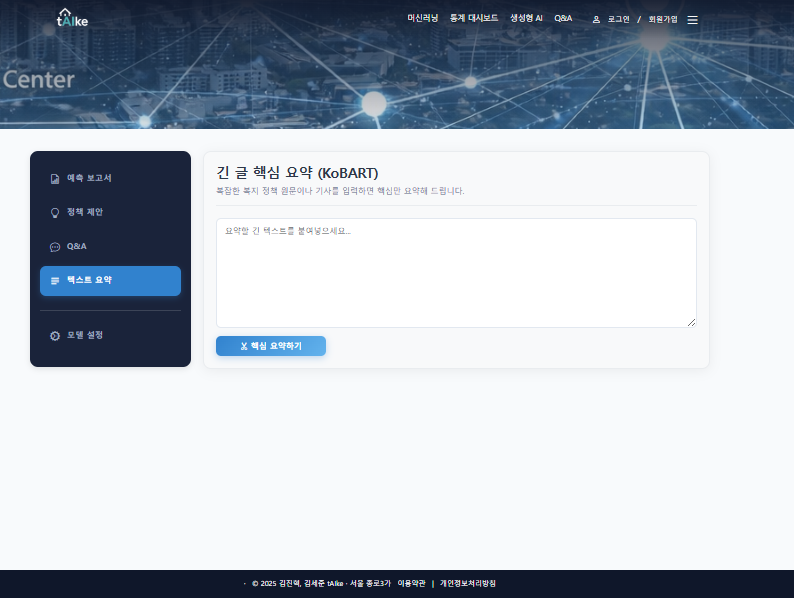 tAIke
머신러닝 통계 대시보드 생성형 AI Q&A 로그인 / 회원가입
Center
예측 보고서
정책 제안
Q&A
텍스트 요약
모델 설정
긴 글 핵심 요약 (KoBART)
복잡한 복지 정책 원문이나 기사를 입력하면 핵심만 요약해 드립니다.
요약할 긴 텍스트를 붙여넣으세요...
핵심 요약하기
· © 2025 김진혁, 김세준 tAIke · 서울 종로3가 이용약관 | 개인정보처리방침